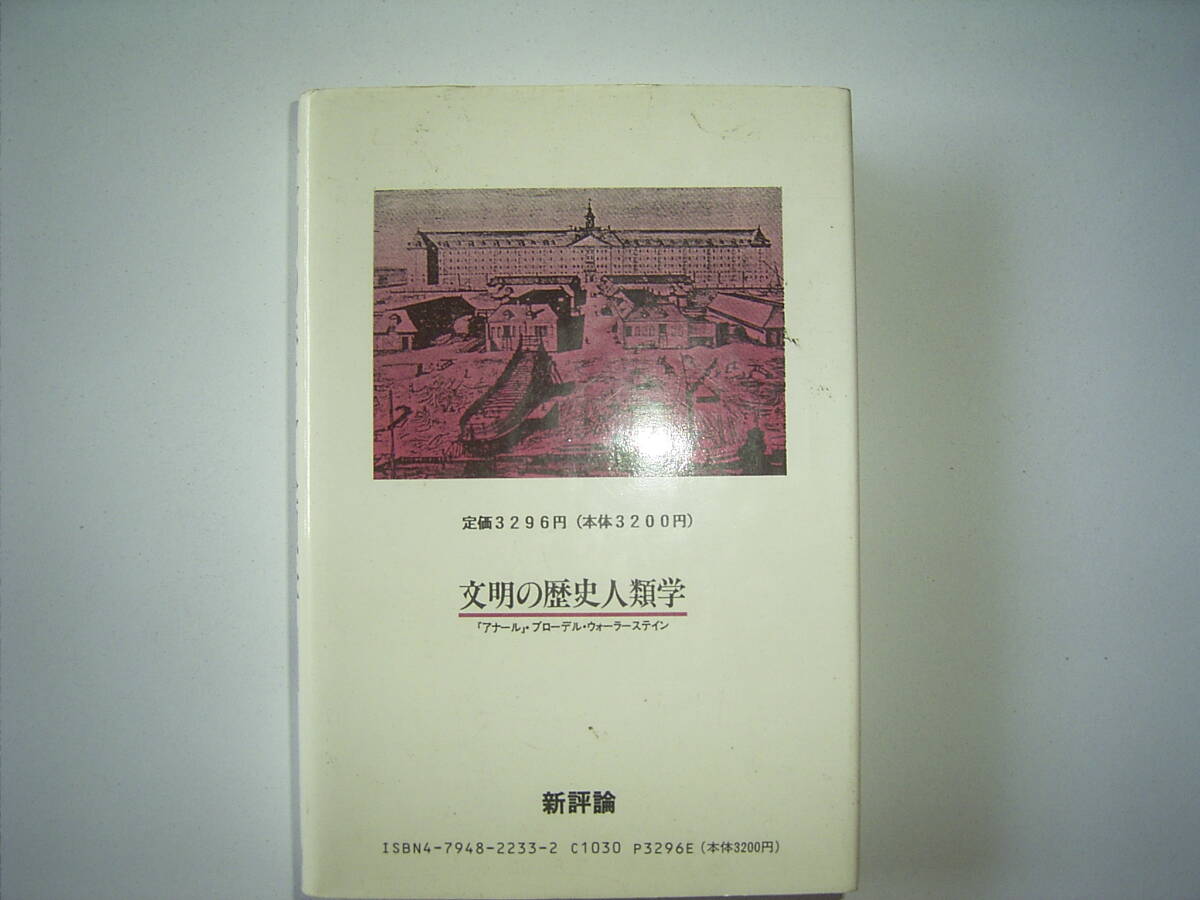 定価3296円（本体3200円）
文明の歴史人類学
「アナール」・ブローデル・ウォーラーステイン
新評論
ISBN4-7948-2233-2 C1030 P3296E（本体3200円）